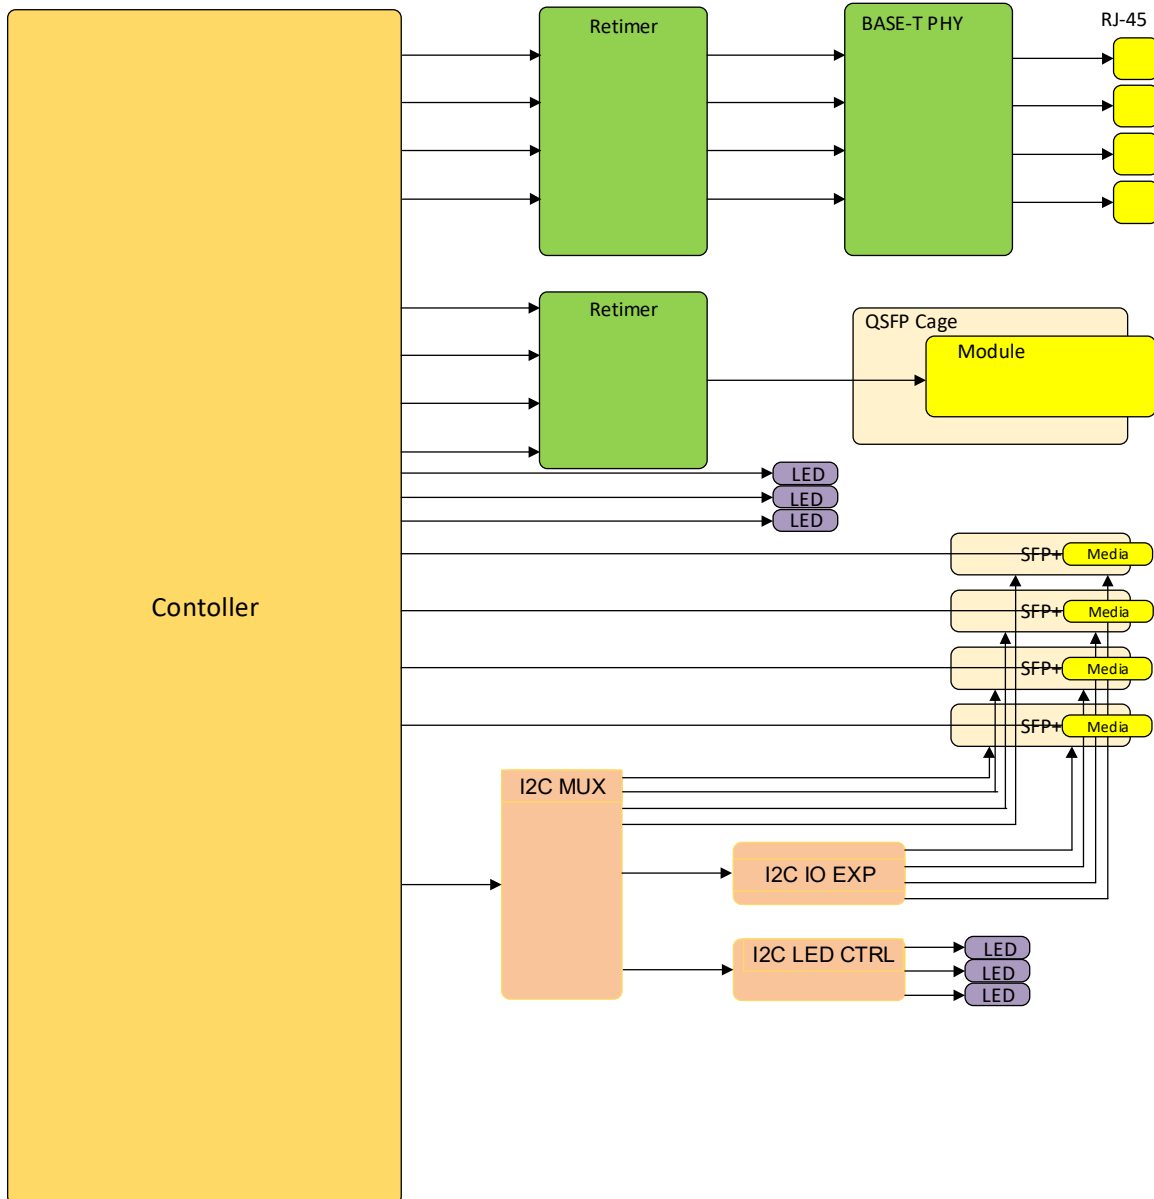 Retimer
BASE-T PHY
RJ-45
Retimer
QSFP Cage
Module
LED
LED
LED
SFP+
Media
Contoller
SFP+
Media
SFP+
Media
SFP+
Media
I2C MUX
I2C IO EXP
I2C LED CTRL
LED
LED
LED